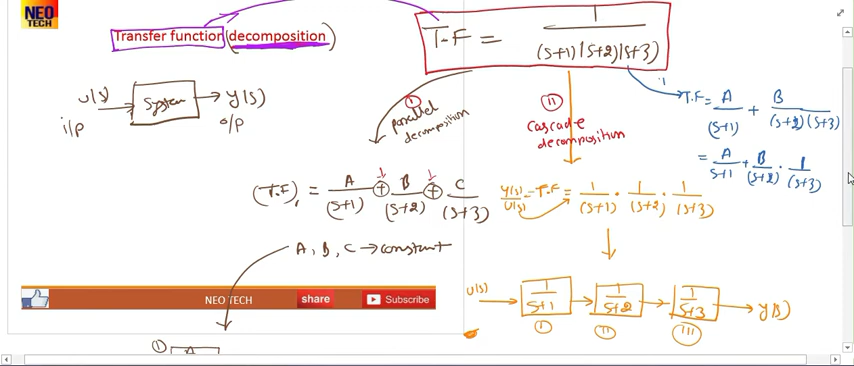 NEO
TECH
Transfer function (decomposition)
T.F = 1 / (s+1)(s+2)(s+3)
U(s) → System → Y(s)
i/p
o/p
I
parallel
decomposition
II
cascade
decomposition
T.F = A/(s+1) + B/(s+2)(s+3)
= A/s+1 + B/(s+2) · 1/(s+3)
(T.F), = A/(s+1) + B/(s+2) + C/(s+3)
Y(s)/U(s) = T.F = 1/(s+1) · 1/(s+2) · 1/(s+3)
A, B, C → constant
NEO TECH
share
Subscribe
U(s) → 1/s+1 → 1/s+2 → 1/s+3 → Y(s)
I
II
III
I
A